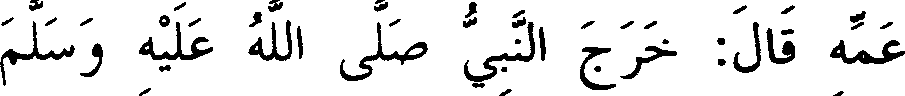 عَمِّهِ قَالَ: خَرَجَ النَّبِيُّ صَلَّى اللَّهُ عَلَيْهِ وَسَلَّمَ